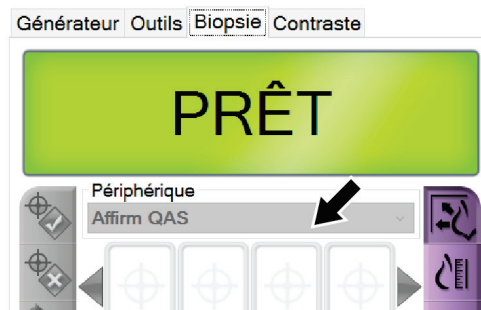 Générateur Outils Biopsie Contraste
PRÊT
Périphérique
Affirm QAS